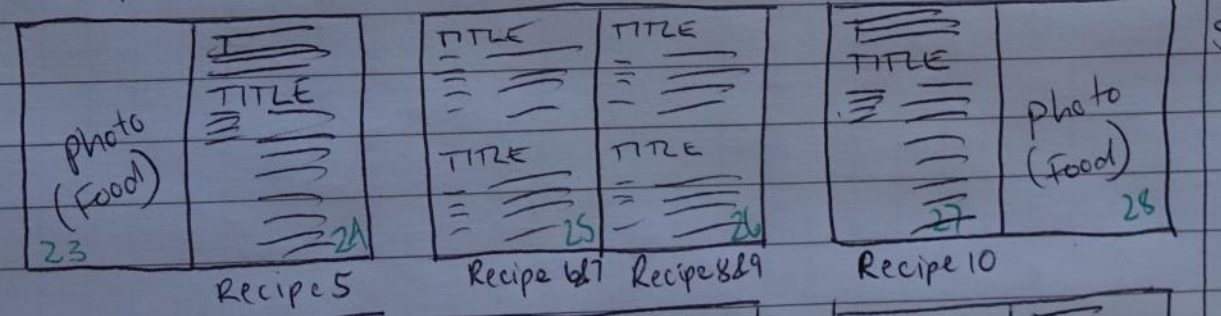 photo
(Food)
23
TITLE
24
Recipe 5
TITLE
TITLE
25
TITLE
TITLE
26
Recipe 6&7
Recipe 8&9
TITLE
27
Recipe 10
photo
(Food)
28